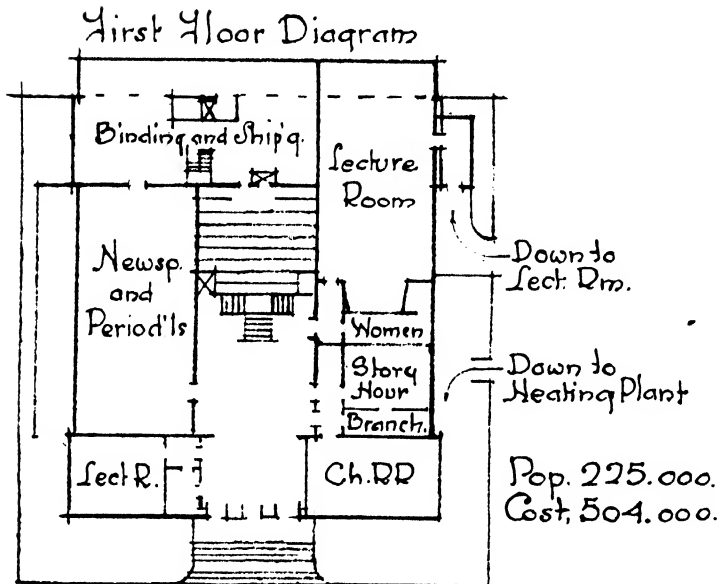 First Floor Diagram
Binding and Ship'g.
Lecture
Room
Newsp.
and
Period'ls
Down to
Lect. Rm.
Women
Story
Hour
Branch.
Down to
Heating Plant
Lect R.
Ch. RR
Pop. 225.000.
Cost, 504.000.